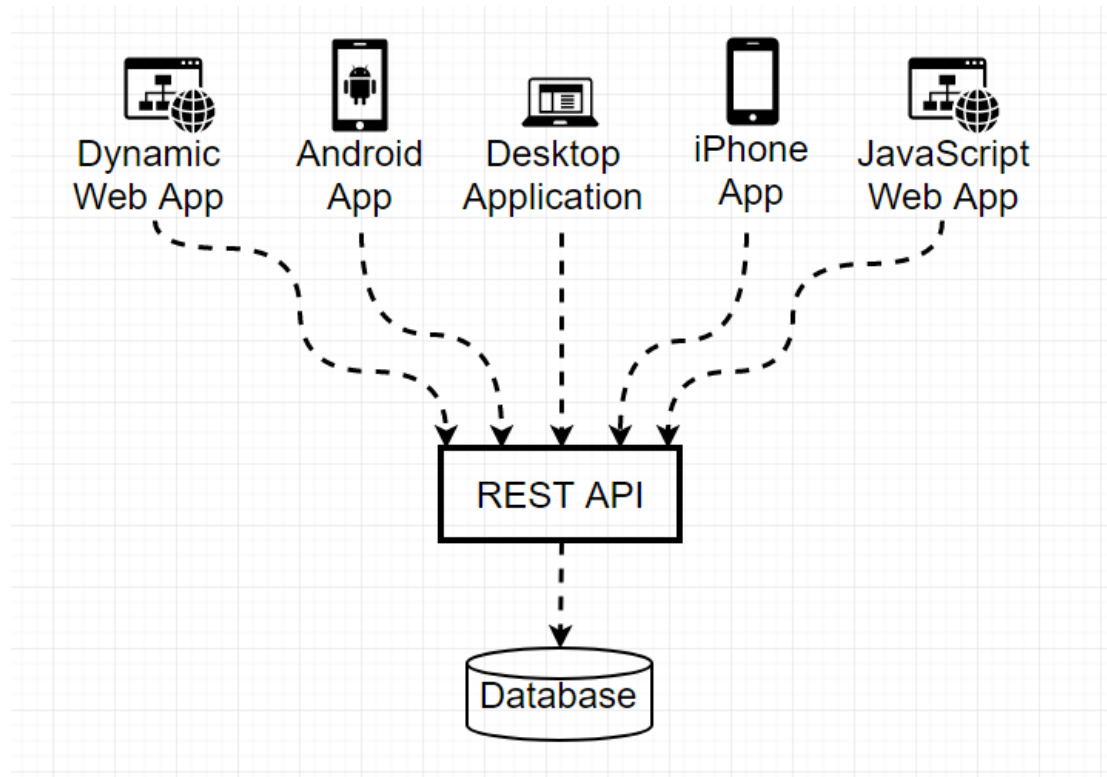 Dynamic
Web App
Android
App
Desktop
Application
iPhone
App
JavaScript
Web App
REST API
Database